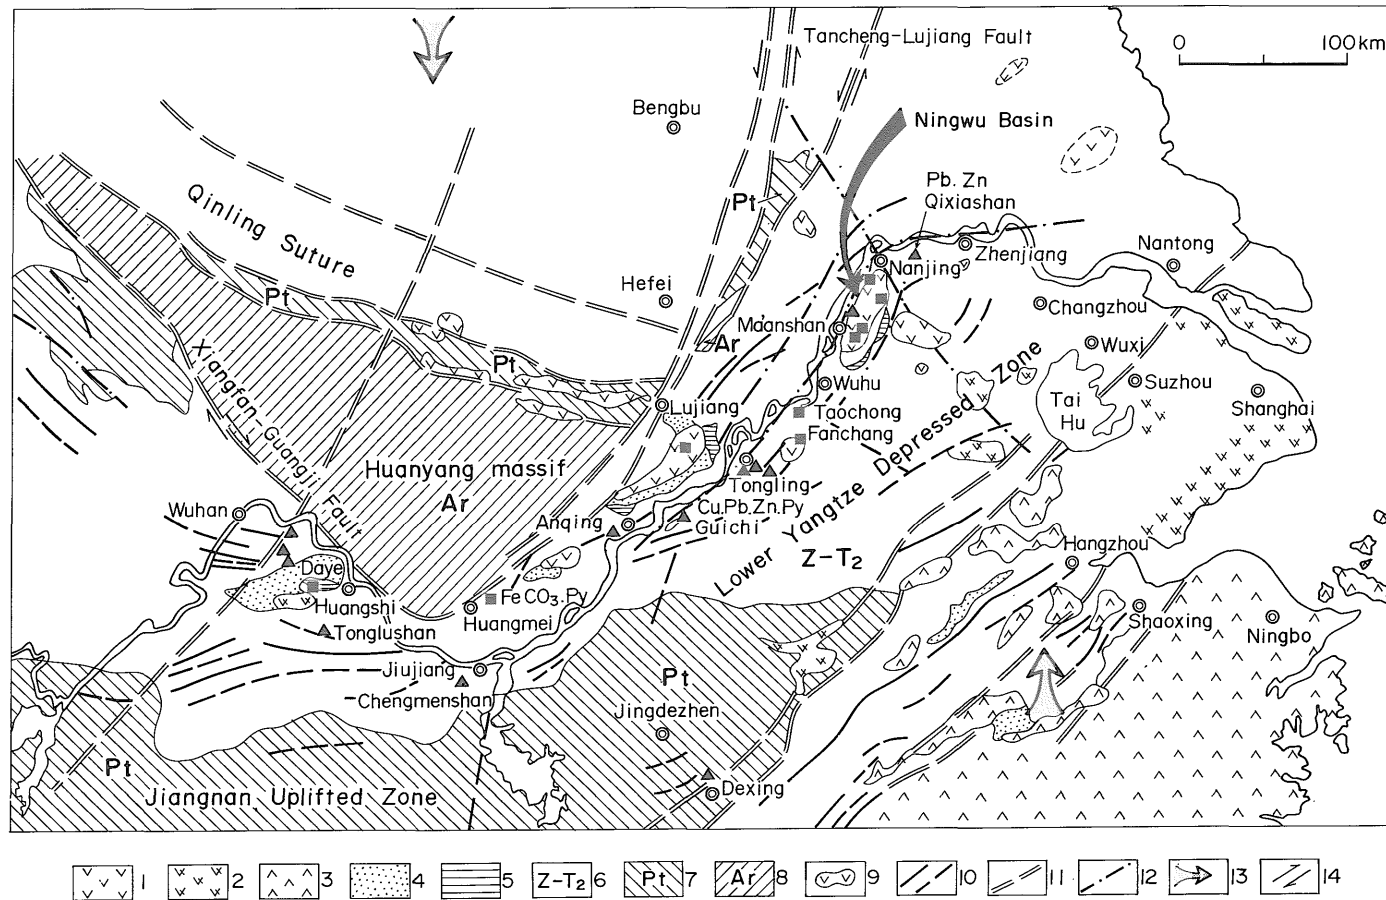 Tancheng-Lujiang Fault
0 100km
Bengbu
Ningwu Basin
Pb. Zn
Qixiashan
Pt
Qinling Suture
Zhenjiang
Nantong
Nanjing
Hefei
Pt
Changzhou
Ma'anshan
Ar
Wuxi
Xiangfan-Guangji Fault
Pt
Wuhu
Suzhou
Tai
Hu
Shanghai
Lujiang
Taochong
Fanchang
Huanyang massif
Ar
Tongling
Cu.Pb.Zn.Py
Guichi
Lower Yangtze Depressed Zone
Z-T₂
Wuhan
Anqing
Hangzhou
Daye
Huangshi
FeCO₃.Py
Huangmei
Shaoxing
Ningbo
Tonglushan
Jiujiang
Chengmenshan
Pt
Jingdezhen
Pt
Jiangnan Uplifted Zone
Dexing
1 2 3 4 5 Z-T₂ 6 Pt 7 Ar 8 9 10 11 12 13 14